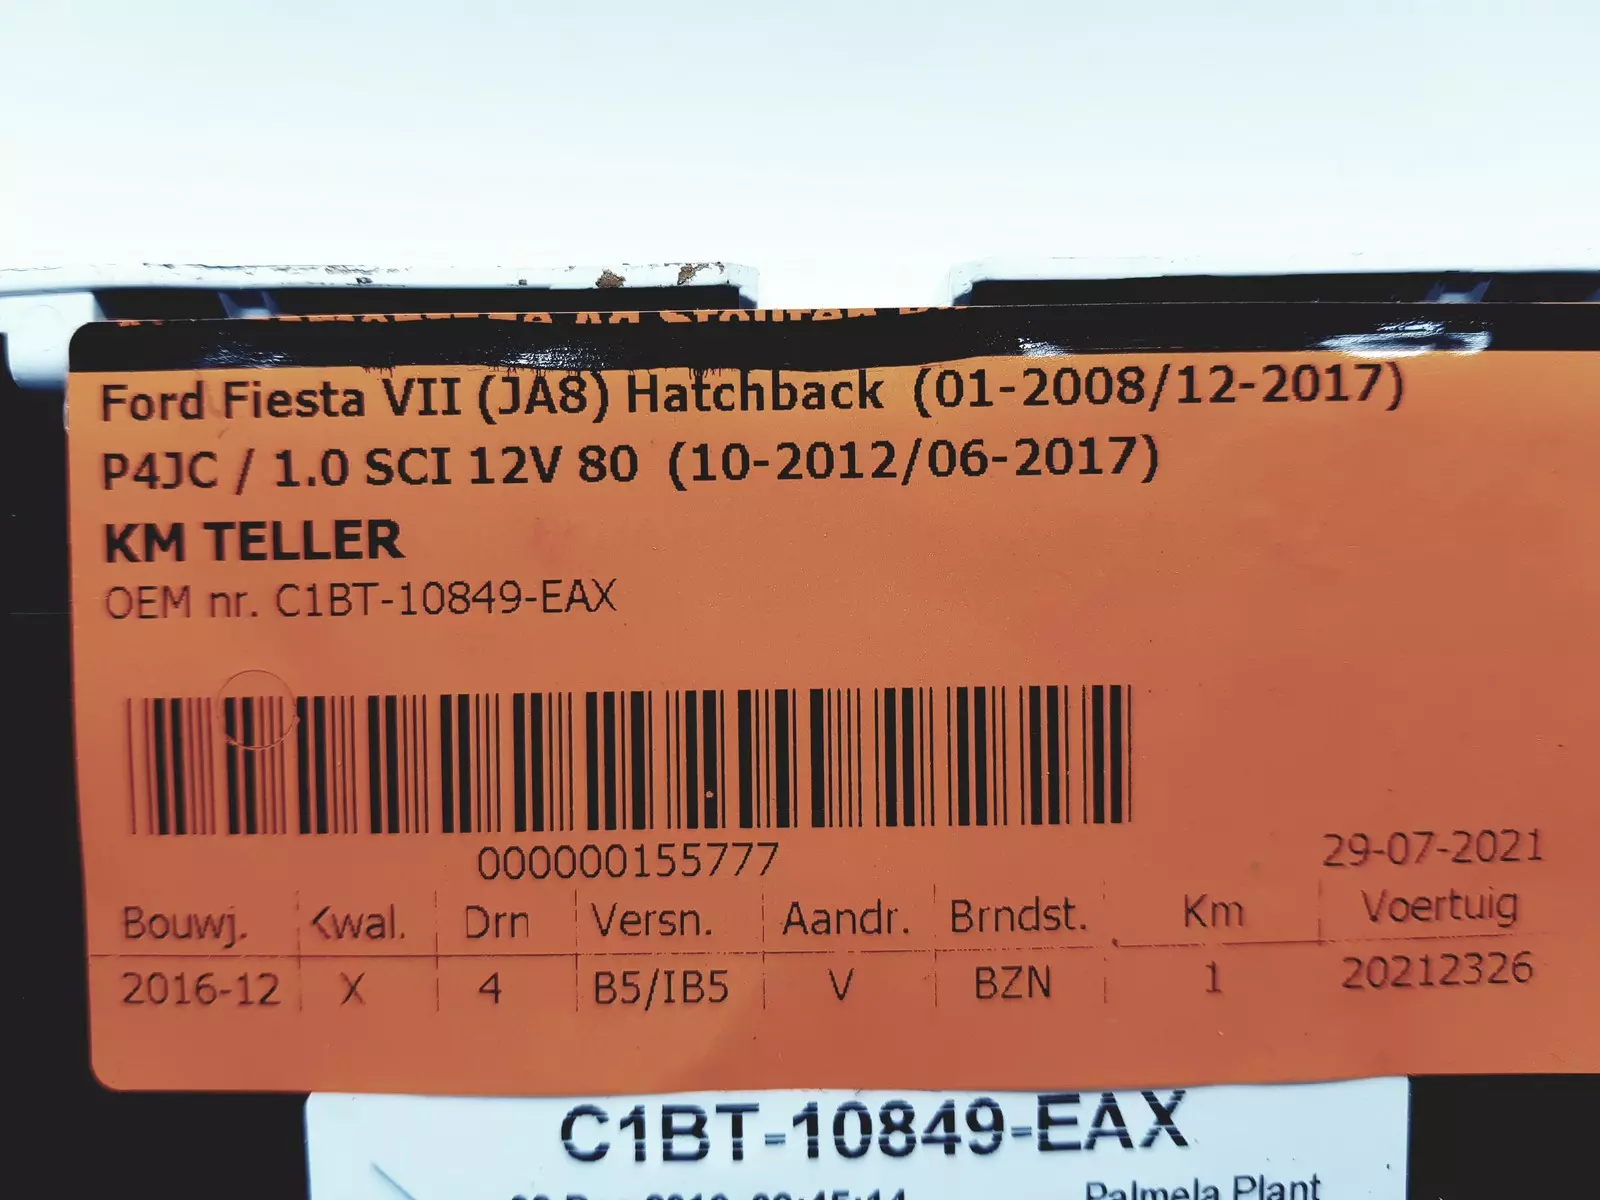 Ford Fiesta VII (JA8) Hatchback (01-2008/12-2017)
P4JC / 1.0 SCI 12V 80 (10-2012/06-2017)
KM TELLER
OEM nr. C1BT-10849-EAX
000000155777
29-07-2021
Bouwj. Kwal. Drn Versn. Aandr. Brndst. Km Voertuig
2016-12 X 4 B5/IB5 V BZN 1 20212326
C1BT-10849-EAX
Palmela Plant